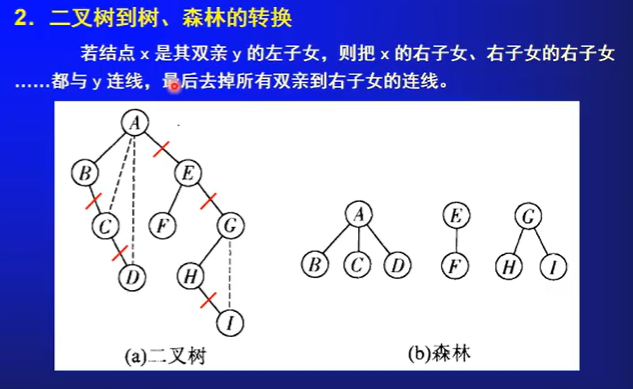 2. 二叉树到树、森林的转换
若结点 x 是其双亲 y 的左子女，则把 x 的右子女、右子女的右子女
……都与 y 连线，最后去掉所有双亲到右子女的连线。
A
B
E
C
F
G
D
H
I
(a)二叉树
A
E
G
B
C
D
F
H
I
(b)森林